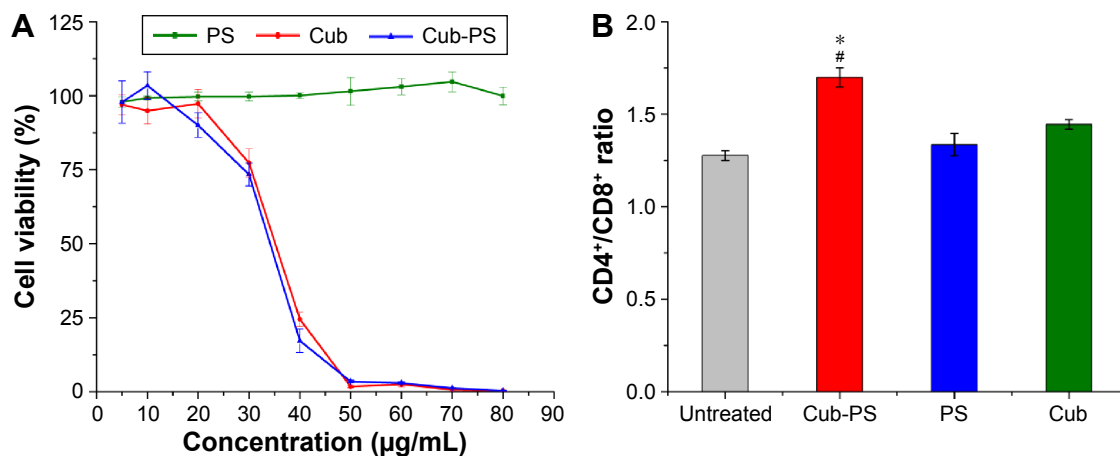 A
PS Cub Cub-PS
Cell viability (%)
125
100
75
50
25
0
0 10 20 30 40 50 60 70 80 90
Concentration (µg/mL)
B
CD4⁺/CD8⁺ ratio
2.0
1.5
1.0
0.5
0.0
*
#
Untreated Cub-PS PS Cub